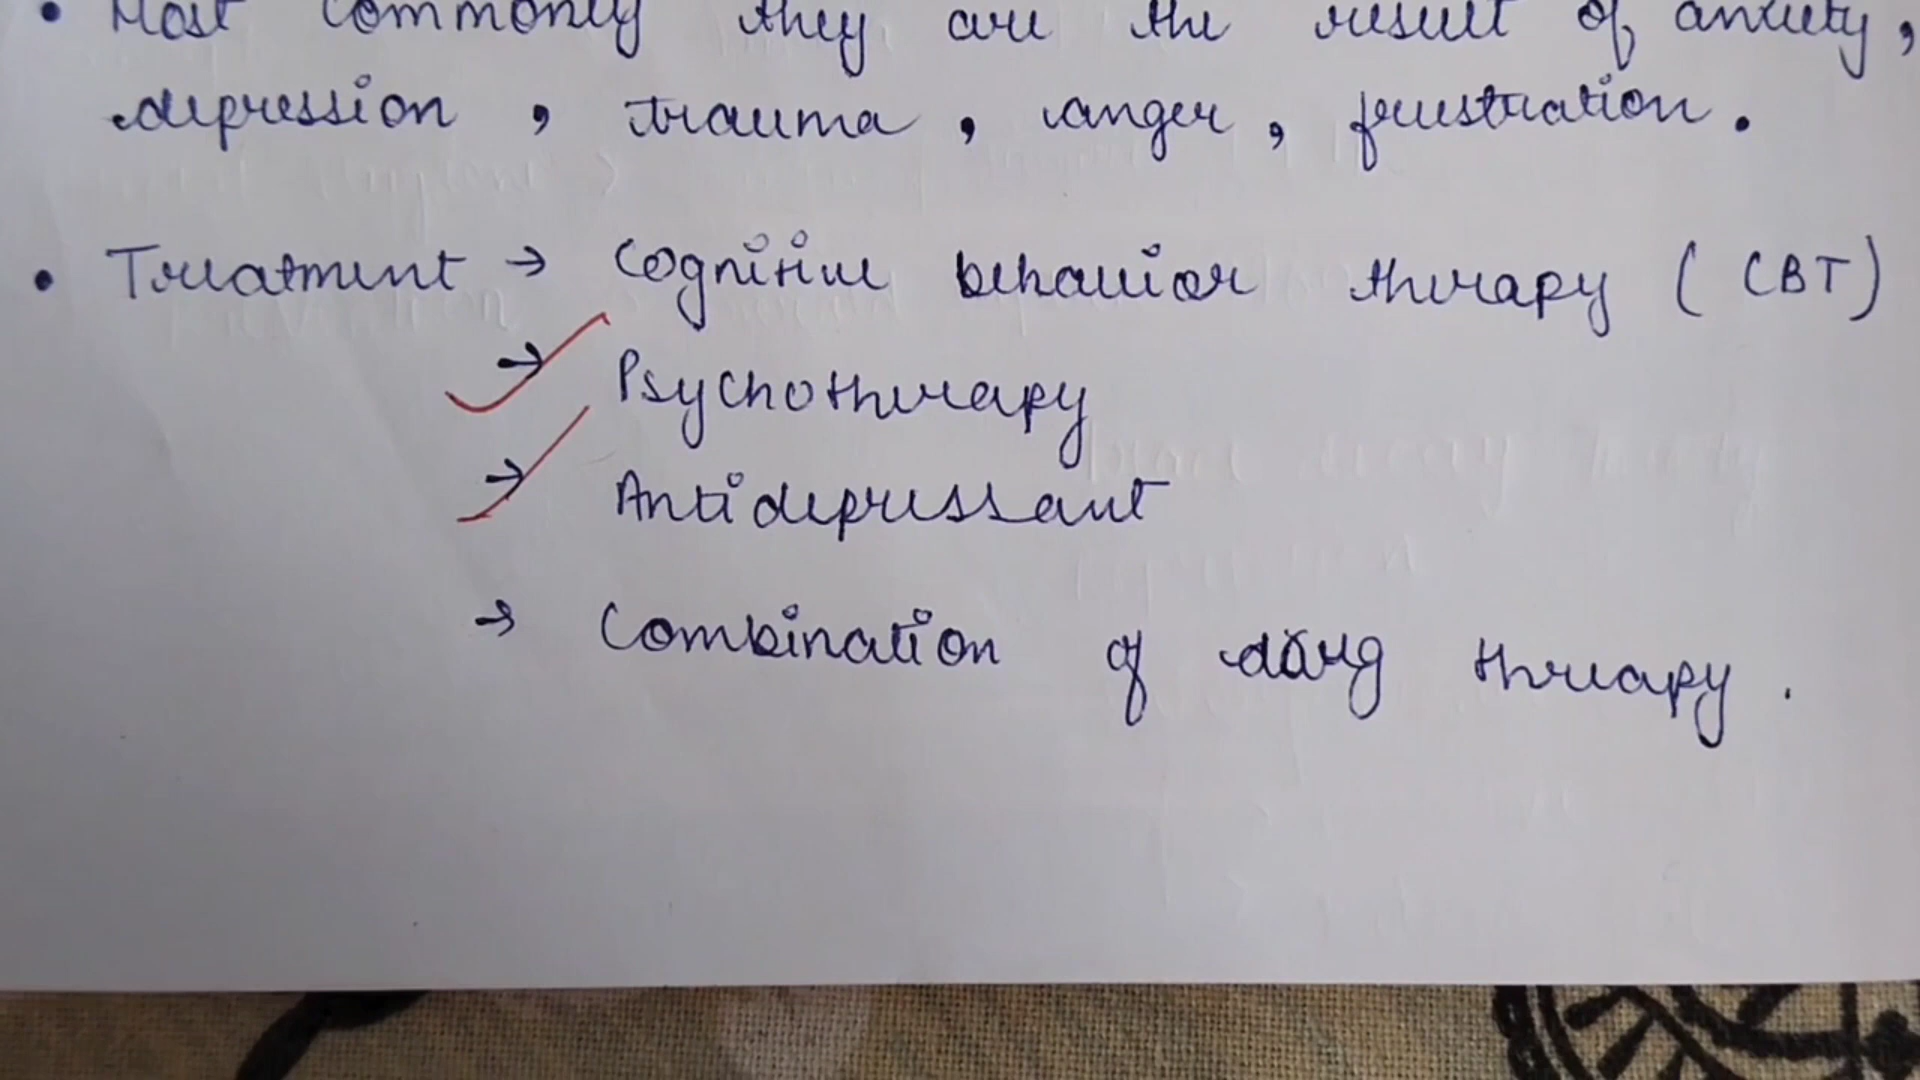 • Most commonly they are the result of anxiety,
depression, trauma, anger, frustration.
• Treatment → Cognitive behavior therapy (CBT)
→ Psychotherapy
→ Antidepressant
→ Combination of drug therapy.